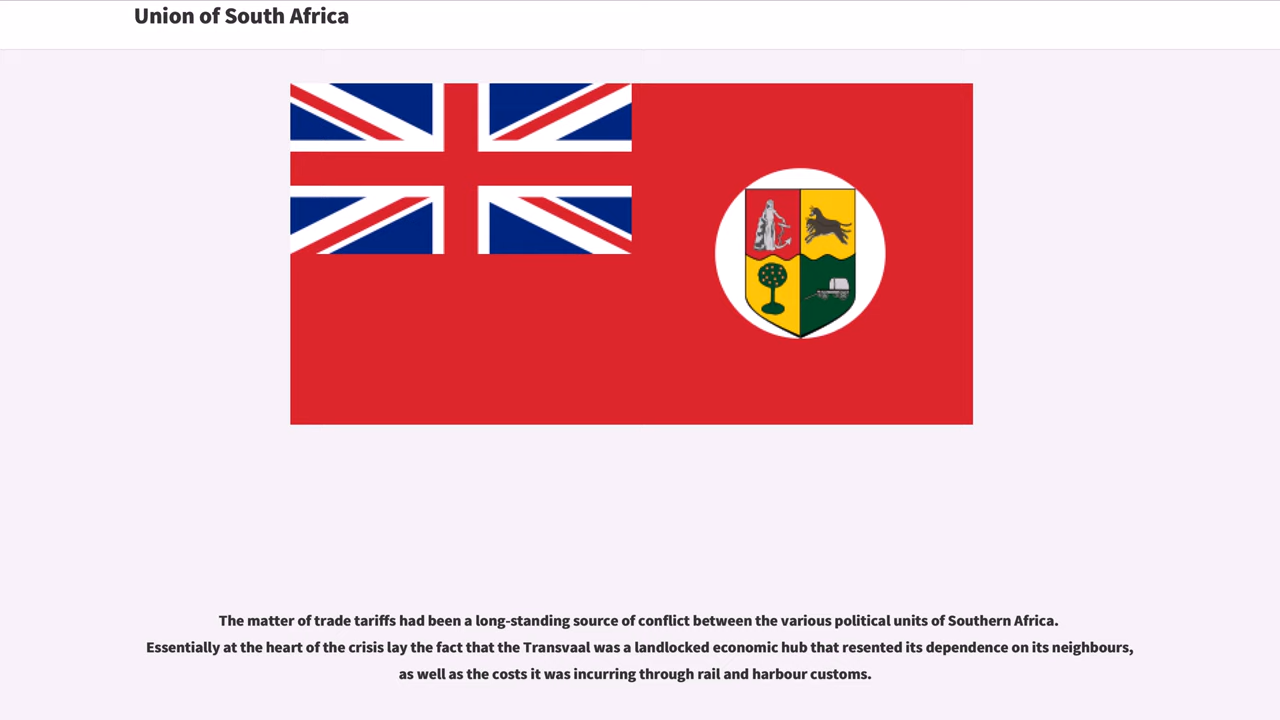 Union of South Africa
The matter of trade tariffs had been a long-standing source of conflict between the various political units of Southern Africa.
Essentially at the heart of the crisis lay the fact that the Transvaal was a landlocked economic hub that resented its dependence on its neighbours,
as well as the costs it was incurring through rail and harbour customs.